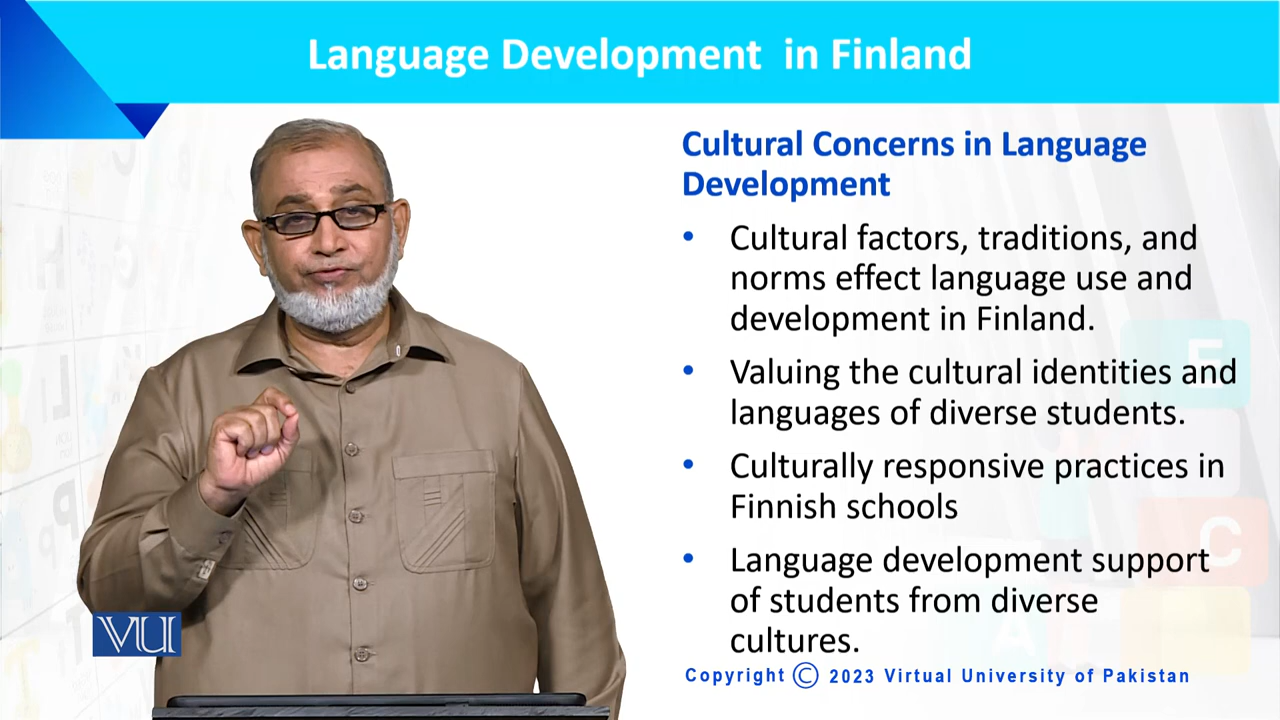 Language Development in Finland
Cultural Concerns in Language
Development
• Cultural factors, traditions, and
norms effect language use and
development in Finland.
• Valuing the cultural identities and
languages of diverse students.
• Culturally responsive practices in
Finnish schools
• Language development support
of students from diverse
cultures.
VU
Copyright © 2023 Virtual University of Pakistan
E
C
A